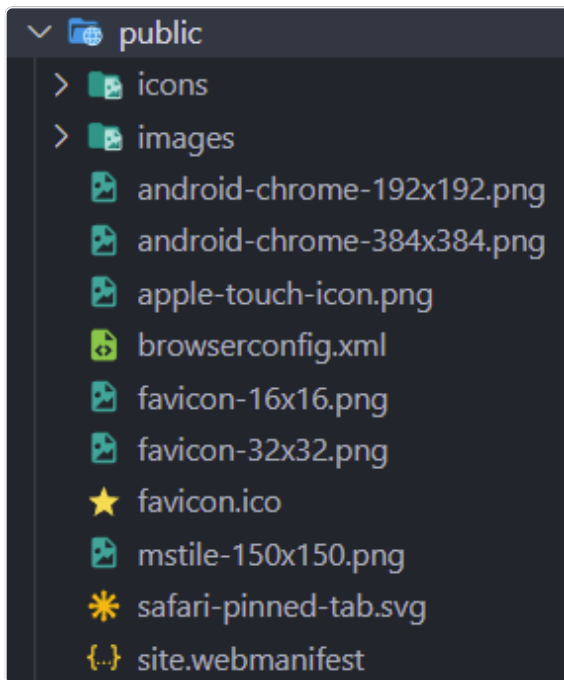 public
icons
images
android-chrome-192x192.png
android-chrome-384x384.png
apple-touch-icon.png
browserconfig.xml
favicon-16x16.png
favicon-32x32.png
favicon.ico
mstile-150x150.png
safari-pinned-tab.svg
site.webmanifest